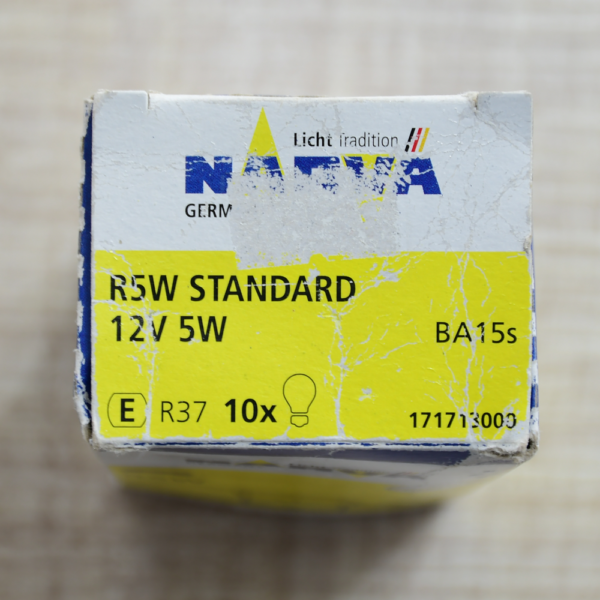 Licht Tradition
NARVA
GERM
R5W STANDARD
12V 5W
BA15s
E R37 10x
171713000